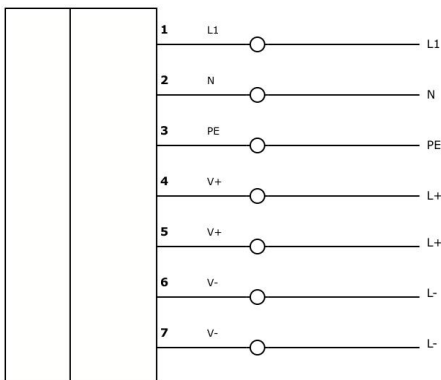 1 L1 L1
2 N N
3 PE PE
4 V+ L+
5 V+ L+
6 V- L-
7 V- L-